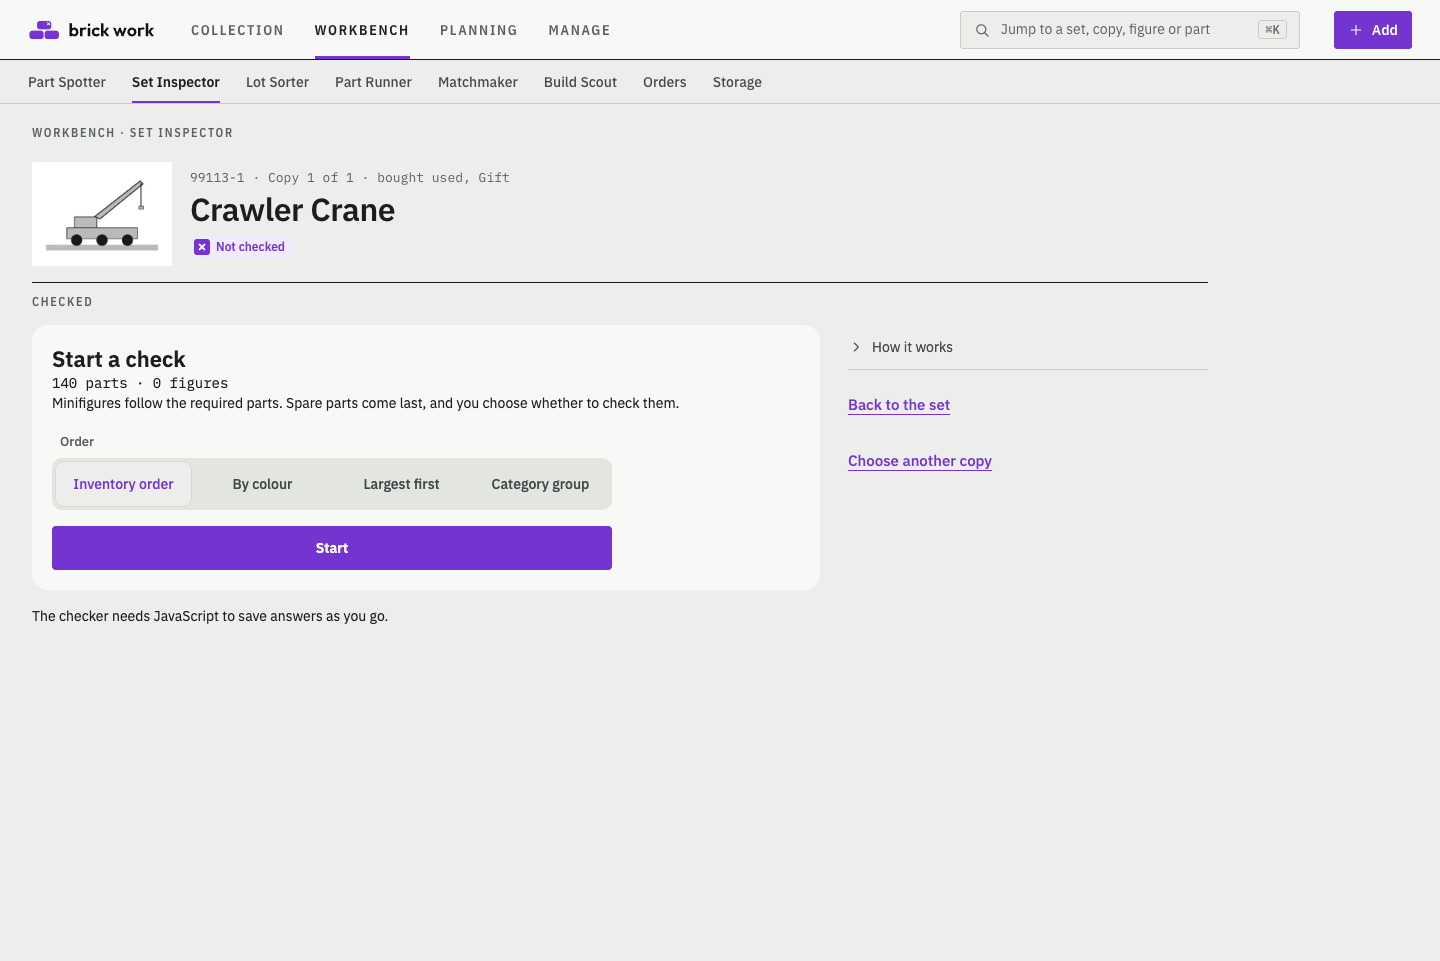 brick work
COLLECTION
WORKBENCH
PLANNING
MANAGE
Jump to a set, copy, figure or part
⌘K
+ Add
Part Spotter
Set Inspector
Lot Sorter
Part Runner
Matchmaker
Build Scout
Orders
Storage
WORKBENCH · SET INSPECTOR
99113-1 · Copy 1 of 1 · bought used, Gift
Crawler Crane
Not checked
CHECKED
Start a check
140 parts · 0 figures
Minifigures follow the required parts. Spare parts come last, and you choose whether to check them.
Order
Inventory order
By colour
Largest first
Category group
Start
How it works
Back to the set
Choose another copy
The checker needs JavaScript to save answers as you go.